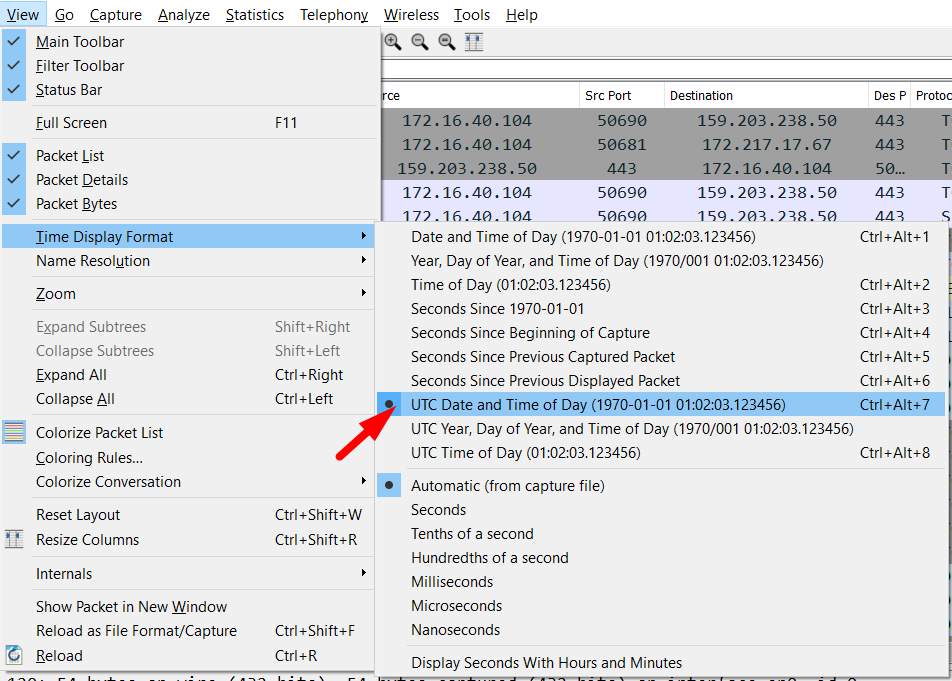 View Go Capture Analyze Statistics Telephony Wireless Tools Help
Main Toolbar
Filter Toolbar
Status Bar
Full Screen F11
Packet List
Packet Details
Packet Bytes
Time Display Format
Name Resolution
Zoom
Expand Subtrees Shift+Right
Collapse Subtrees Shift+Left
Expand All Ctrl+Right
Collapse All Ctrl+Left
Colorize Packet List
Coloring Rules...
Colorize Conversation
Reset Layout Ctrl+Shift+W
Resize Columns Ctrl+Shift+R
Internals
Show Packet in New Window
Reload as File Format/Capture Ctrl+Shift+F
Reload Ctrl+R
rce Src Port Destination Des P Protoc
172.16.40.104 50690 159.203.238.50 443 T
172.16.40.104 50681 172.217.17.67 443 T
159.203.238.50 443 172.16.40.104 50… T
172.16.40.104 50690 159.203.238.50 443 T
172.16.40.104 50690 159.203.238.50 443 S
Date and Time of Day (1970-01-01 01:02:03.123456) Ctrl+Alt+1
Year, Day of Year, and Time of Day (1970/001 01:02:03.123456)
Time of Day (01:02:03.123456) Ctrl+Alt+2
Seconds Since 1970-01-01 Ctrl+Alt+3
Seconds Since Beginning of Capture Ctrl+Alt+4
Seconds Since Previous Captured Packet Ctrl+Alt+5
Seconds Since Previous Displayed Packet Ctrl+Alt+6
UTC Date and Time of Day (1970-01-01 01:02:03.123456) Ctrl+Alt+7
UTC Year, Day of Year, and Time of Day (1970/001 01:02:03.123456)
UTC Time of Day (01:02:03.123456) Ctrl+Alt+8
Automatic (from capture file)
Seconds
Tenths of a second
Hundredths of a second
Milliseconds
Microseconds
Nanoseconds
Display Seconds With Hours and Minutes